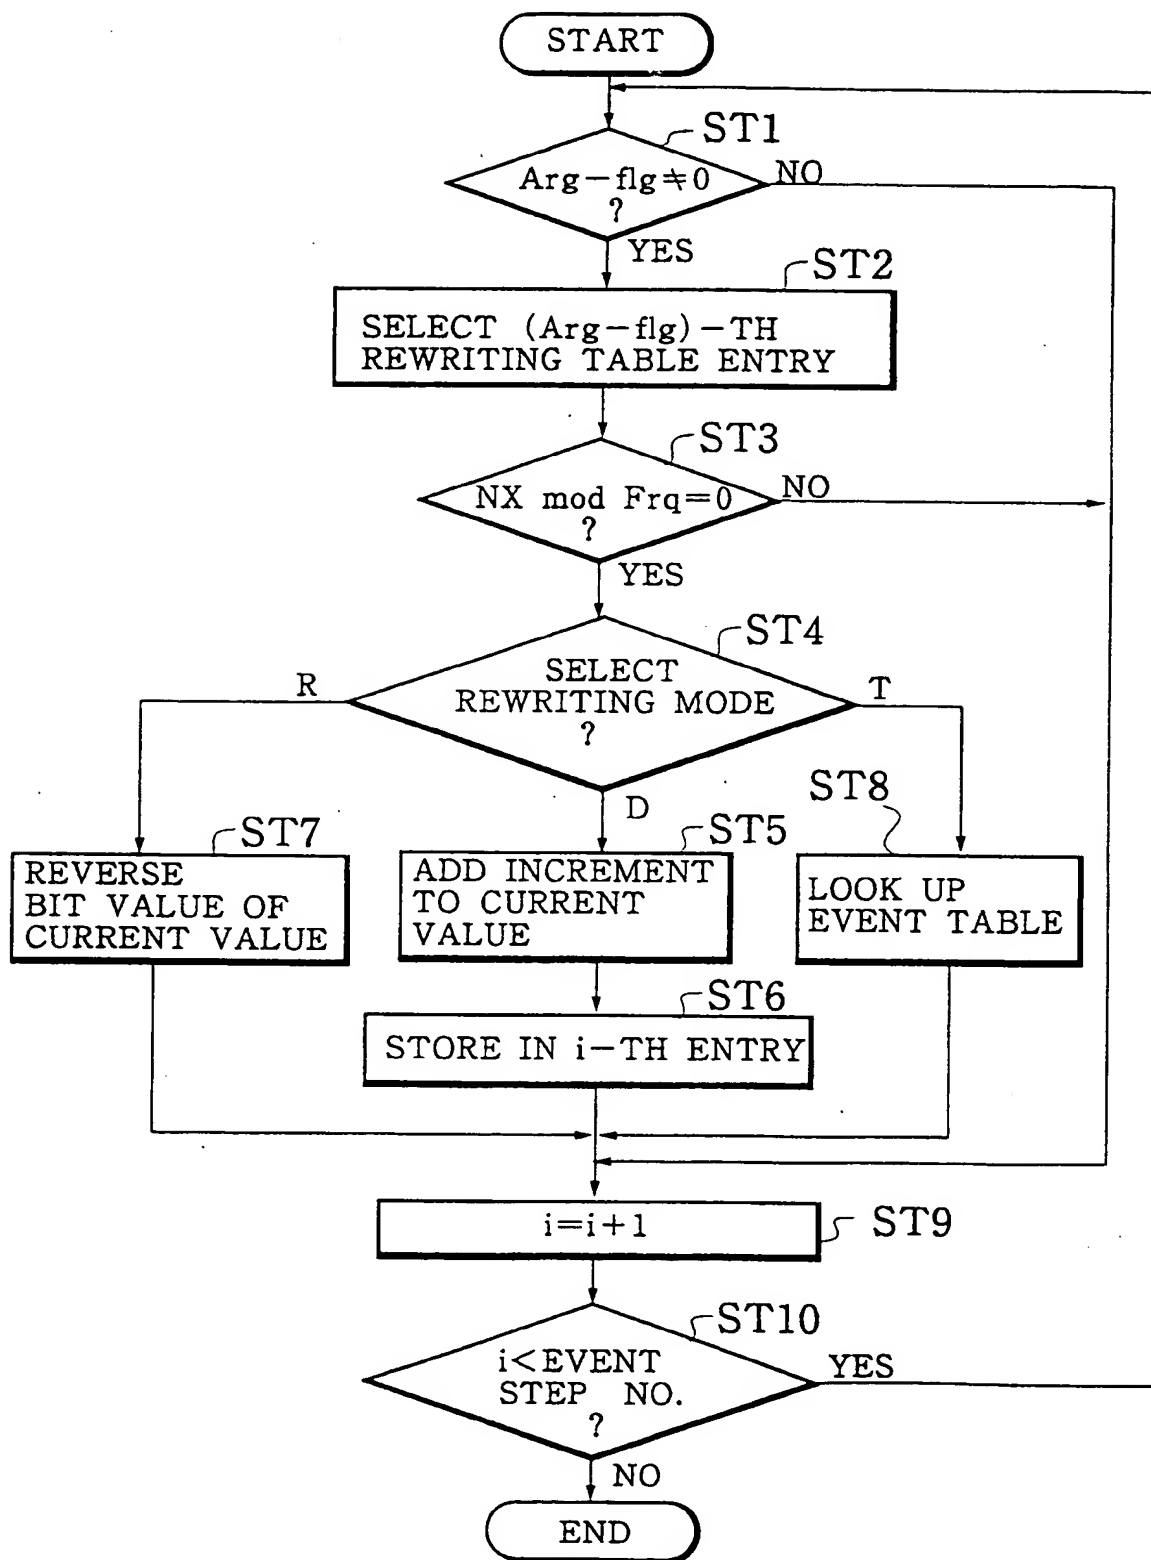 START
ST1
Arg-flg≠0
?
NO
YES
ST2
SELECT (Arg-flg)-TH
REWRITING TABLE ENTRY
ST3
NX mod Frq=0
?
NO
YES
ST4
SELECT
REWRITING MODE
?
R
T
D
ST7
REVERSE
BIT VALUE OF
CURRENT VALUE
ST5
ADD INCREMENT
TO CURRENT
VALUE
ST8
LOOK UP
EVENT TABLE
ST6
STORE IN i-TH ENTRY
i=i+1
ST9
ST10
i<EVENT
STEP NO.
?
YES
NO
END